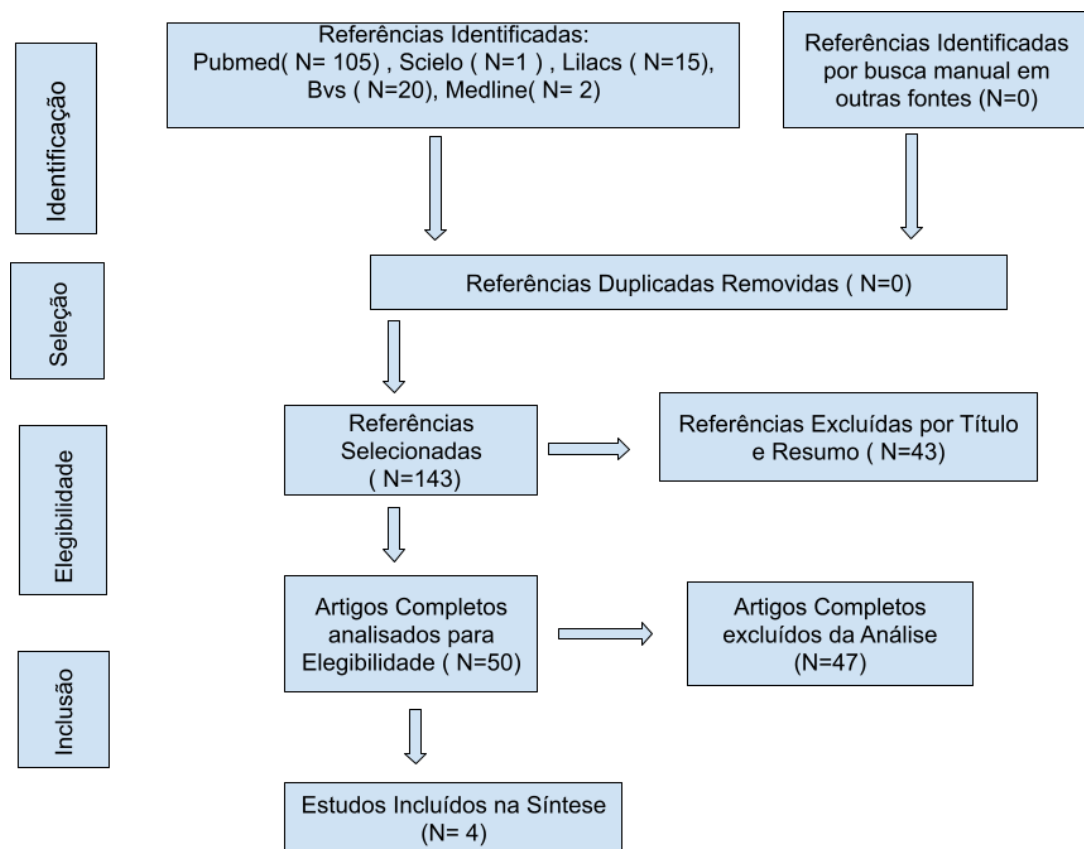 Identificação
Referências Identificadas:
Pubmed( N= 105) , Scielo ( N=1 ) , Lilacs ( N=15),
Bvs ( N=20), Medline( N= 2)
Referências Identificadas
por busca manual em
outras fontes (N=0)
Seleção
Referências Duplicadas Removidas ( N=0)
Elegibilidade
Referências
Selecionadas
( N=143)
Referências Excluídas por Título
e Resumo ( N=43)
Artigos Completos
analisados para
Elegibilidade ( N=50)
Artigos Completos
excluídos da Análise
(N=47)
Inclusão
Estudos Incluídos na Síntese
(N= 4)